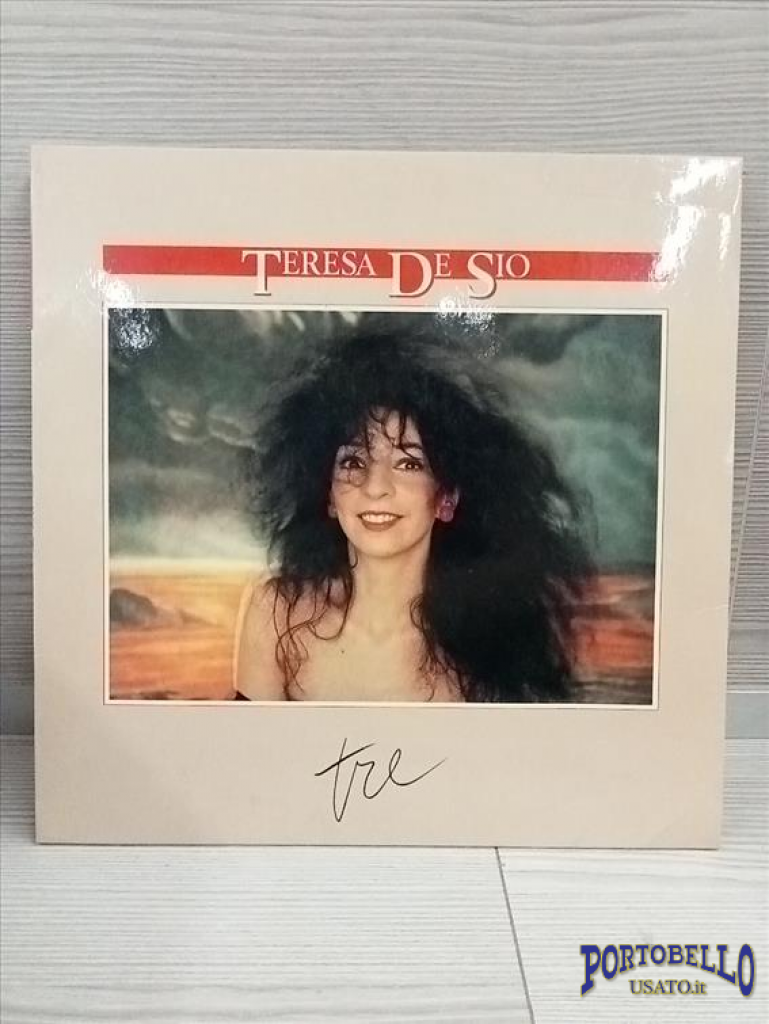 TERESA DE SIO
tre
PORTOBELLO
USATO.it